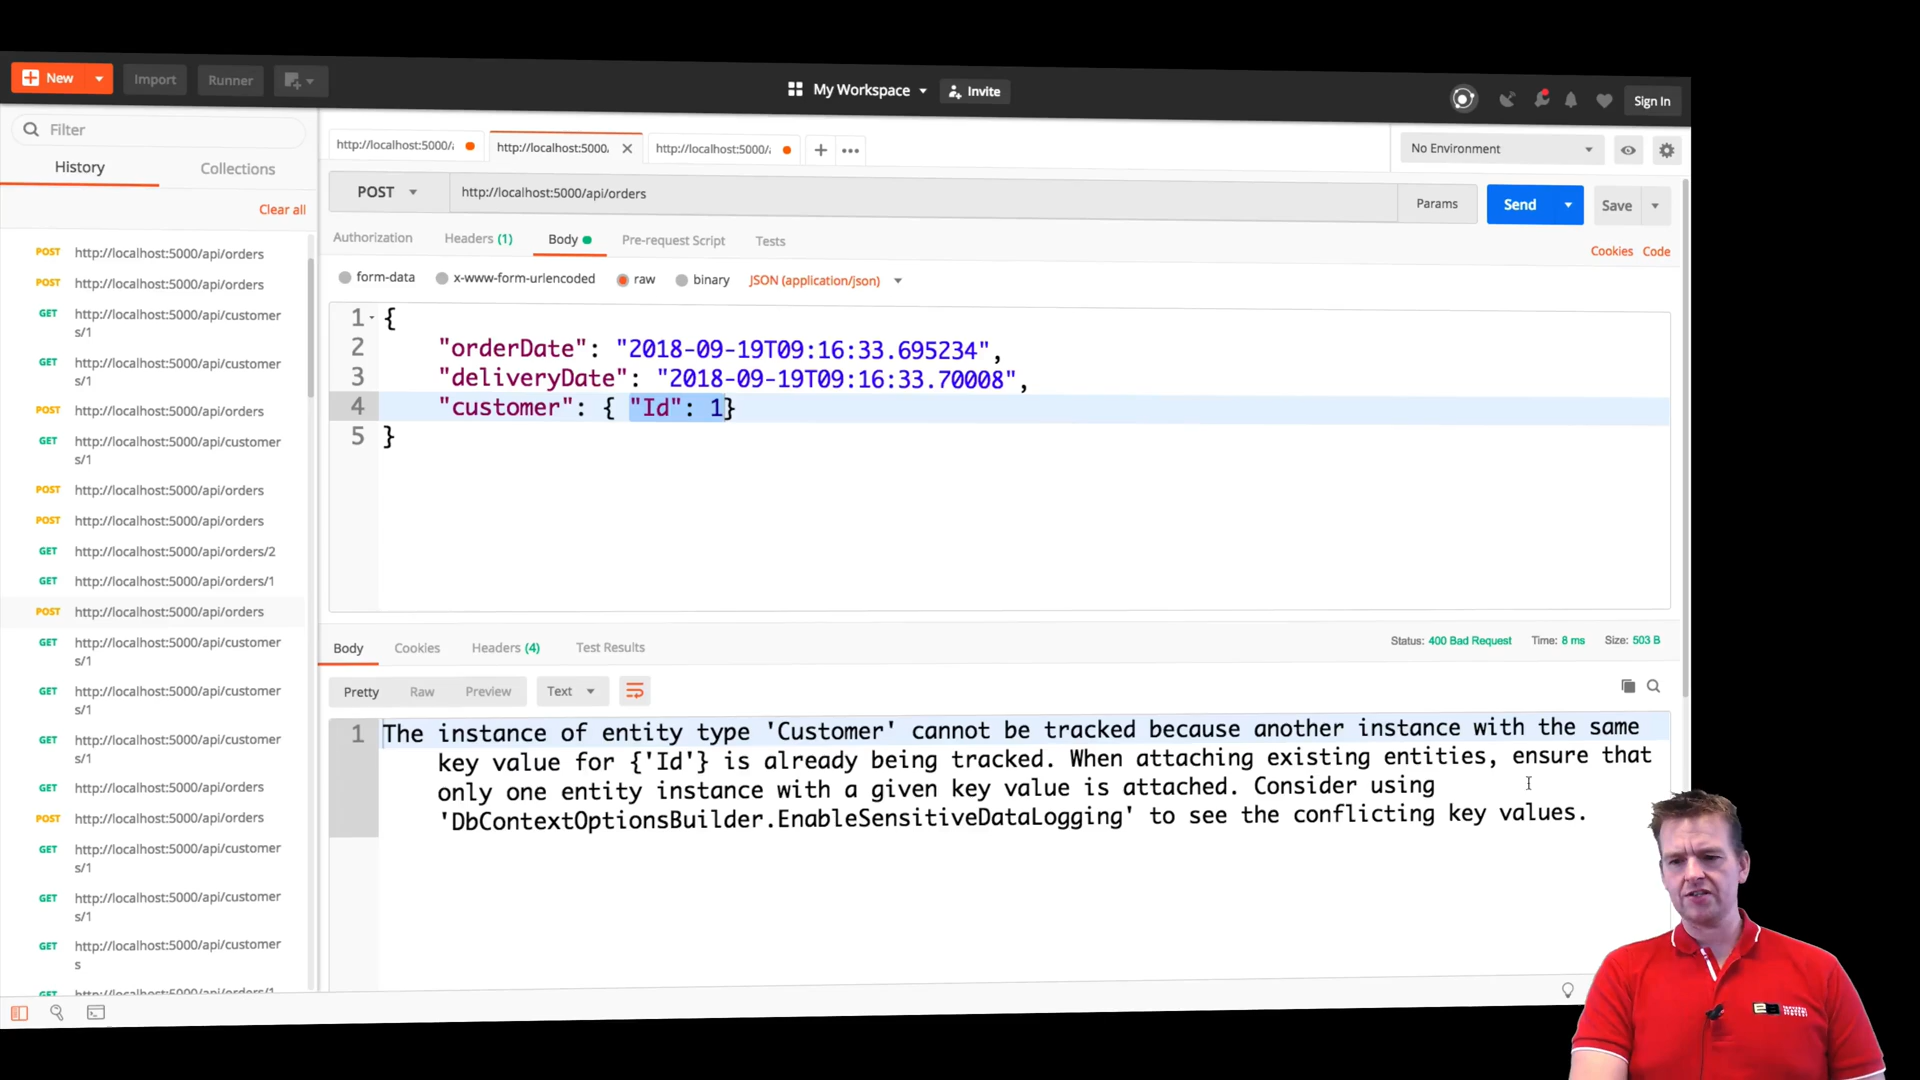 New
Import
Runner
My Workspace
Invite
Sign In
Filter
History
Collections
Clear all
POST http://localhost:5000/api/orders
POST http://localhost:5000/api/orders
GET http://localhost:5000/api/customer
s/1
GET http://localhost:5000/api/customer
s/1
POST http://localhost:5000/api/orders
GET http://localhost:5000/api/customer
s/1
POST http://localhost:5000/api/orders
POST http://localhost:5000/api/orders
GET http://localhost:5000/api/orders/2
GET http://localhost:5000/api/orders/1
POST http://localhost:5000/api/orders
GET http://localhost:5000/api/customer
s/1
GET http://localhost:5000/api/customer
s/1
GET http://localhost:5000/api/customer
s/1
GET http://localhost:5000/api/orders
POST http://localhost:5000/api/orders
GET http://localhost:5000/api/customer
s/1
GET http://localhost:5000/api/customer
s/1
GET http://localhost:5000/api/customer
s
GET http://localhost:5000/api/orders/1
http://localhost:5000/
http://localhost:5000,
http://localhost:5000/
No Environment
POST
http://localhost:5000/api/orders
Params
Send
Save
Authorization
Headers (1)
Body
Pre-request Script
Tests
Cookies
Code
form-data
x-www-form-urlencoded
raw
binary
JSON (application/json)
1 {
2 "orderDate": "2018-09-19T09:16:33.695234",
3 "deliveryDate": "2018-09-19T09:16:33.70008",
4 "customer": { "Id": 1}
5 }
Body
Cookies
Headers (4)
Test Results
Status: 400 Bad Request
Time: 8 ms
Size: 503 B
Pretty
Raw
Preview
Text
1 The instance of entity type 'Customer' cannot be tracked because another instance with the same
key value for {'Id'} is already being tracked. When attaching existing entities, ensure that
only one entity instance with a given key value is attached. Consider using
'DbContextOptionsBuilder.EnableSensitiveDataLogging' to see the conflicting key values.